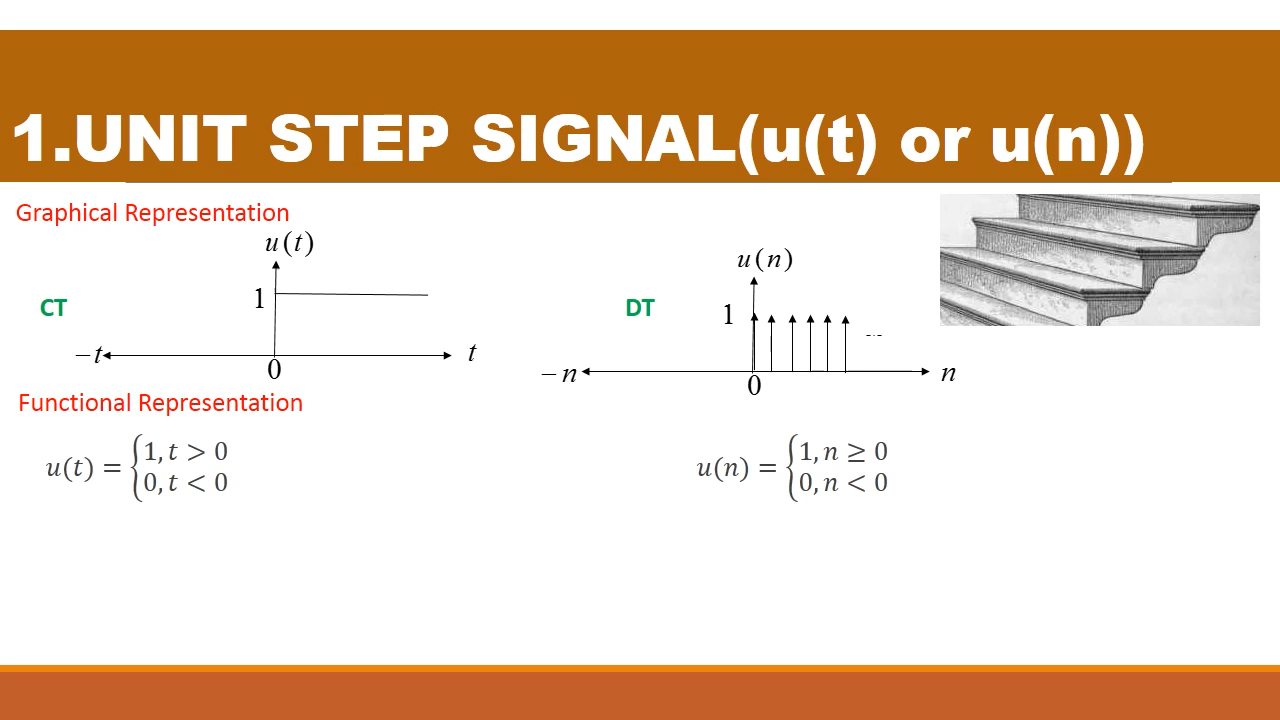 1.UNIT STEP SIGNAL(u(t) or u(n))
Graphical Representation
u(t)
CT
1
−t
t
0
u(n)
DT
1
−n
n
0
Functional Representation
u(t) = {1, t > 0
0, t < 0
u(n) = {1, n ≥ 0
0, n < 0